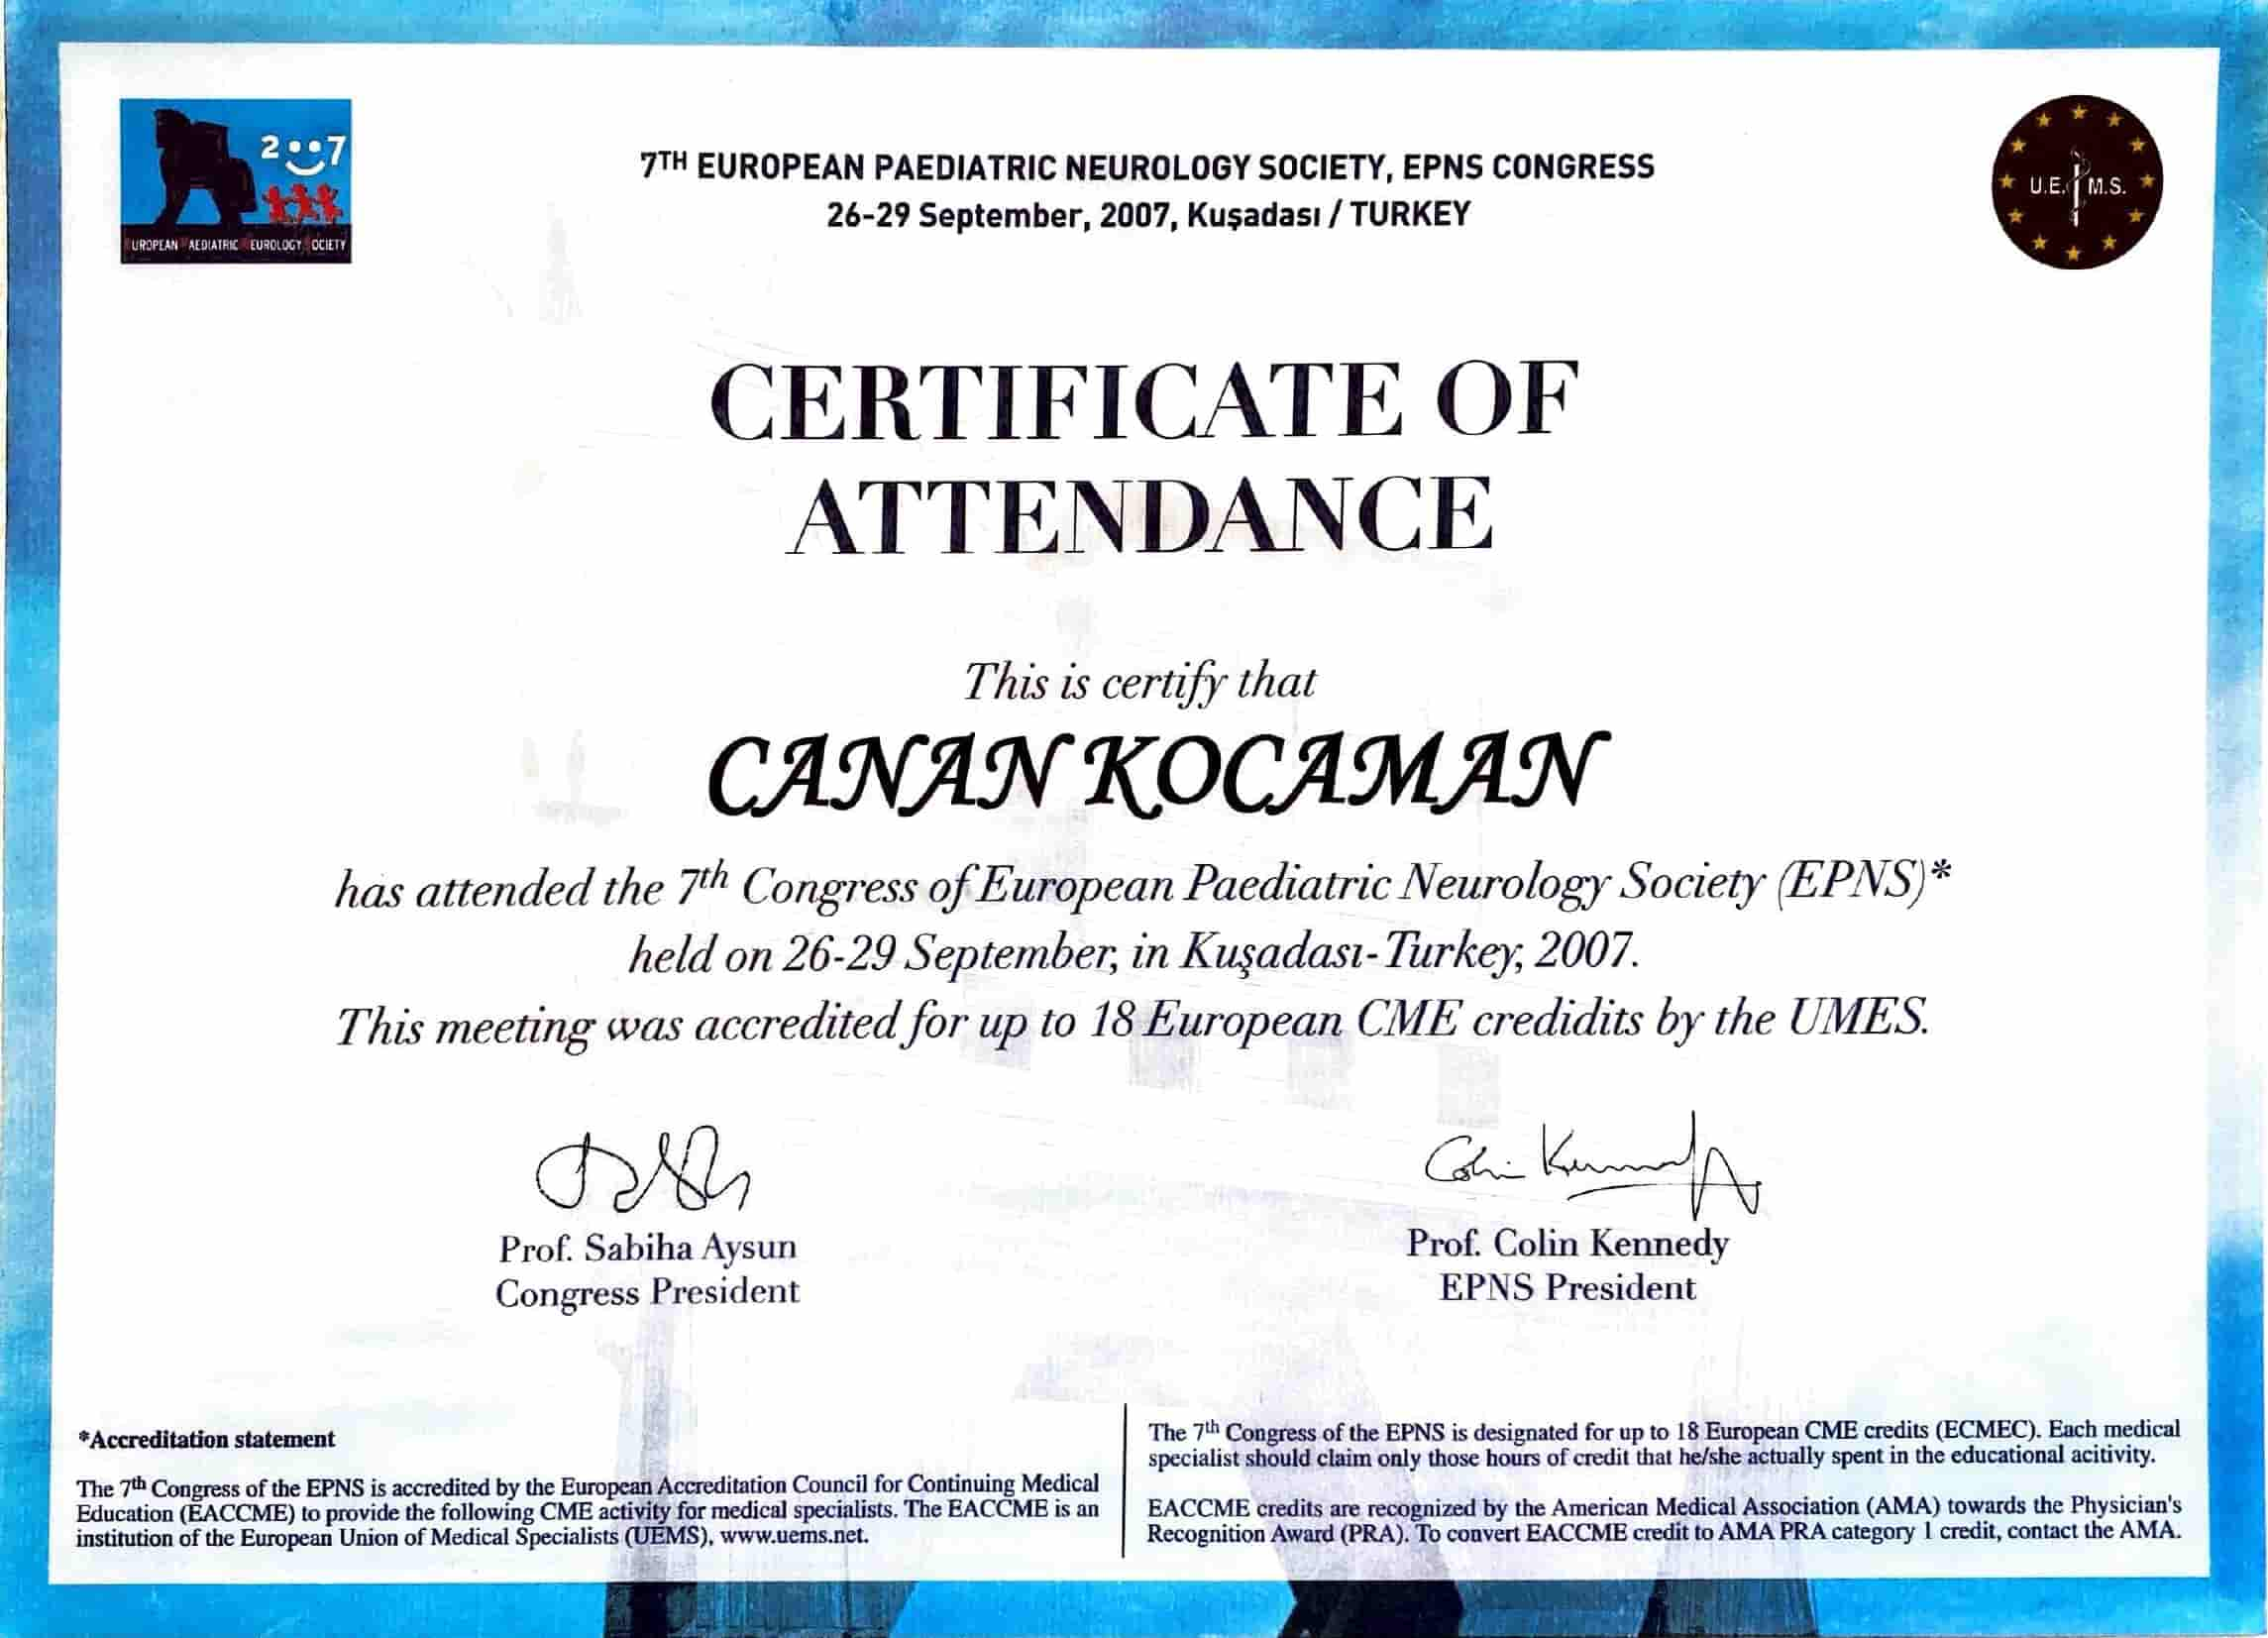 2007
EUROPEAN PAEDIATRIC NEUROLOGY SOCIETY
7TH EUROPEAN PAEDIATRIC NEUROLOGY SOCIETY, EPNS CONGRESS
26-29 September, 2007, Kuşadası / TURKEY
U.E. M.S.
CERTIFICATE OF
ATTENDANCE
This is certify that
CANAN KOCAMAN
has attended the 7th Congress of European Paediatric Neurology Society (EPNS)*
held on 26-29 September, in Kuşadası-Turkey, 2007.
This meeting was accredited for up to 18 European CME credidits by the UMES.
Colin Kennedy
Prof. Sabiha Aysun
Congress President
Prof. Colin Kennedy
EPNS President
*Accreditation statement
The 7th Congress of the EPNS is accredited by the European Accreditation Council for Continuing Medical
Education (EACCME) to provide the following CME activity for medical specialists. The EACCME is an
institution of the European Union of Medical Specialists (UEMS), www.uems.net.
The 7th Congress of the EPNS is designated for up to 18 European CME credits (ECMEC). Each medical
specialist should claim only those hours of credit that he/she actually spent in the educational acitivity.
EACCME credits are recognized by the American Medical Association (AMA) towards the Physician's
Recognition Award (PRA). To convert EACCME credit to AMA PRA category 1 credit, contact the AMA.